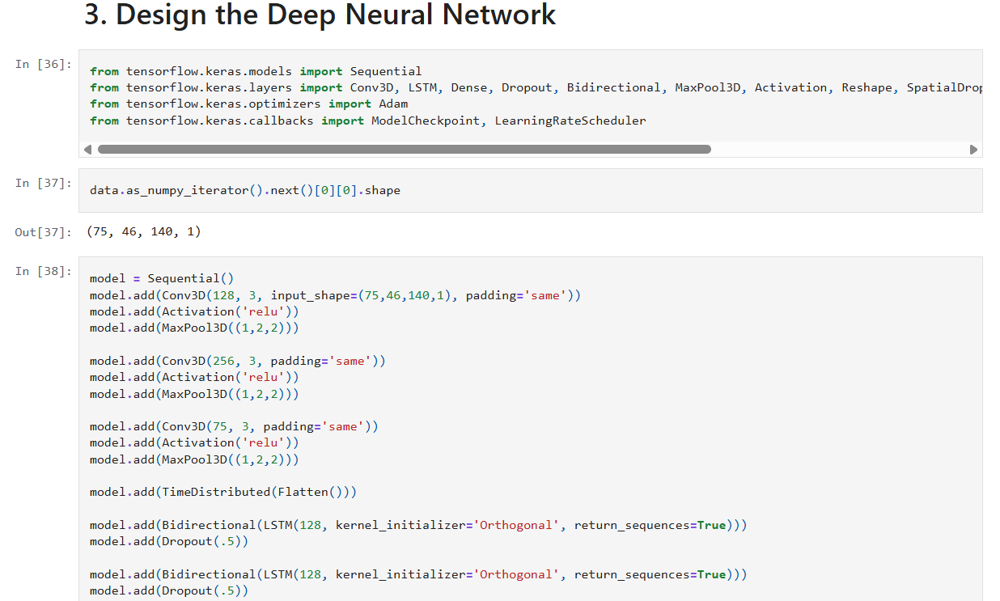 3. Design the Deep Neural Network
In [36]:
from tensorflow.keras.models import Sequential
from tensorflow.keras.layers import Conv3D, LSTM, Dense, Dropout, Bidirectional, MaxPool3D, Activation, Reshape, SpatialDrop
from tensorflow.keras.optimizers import Adam
from tensorflow.keras.callbacks import ModelCheckpoint, LearningRateScheduler
In [37]:
data.as_numpy_iterator().next()[0][0].shape
Out[37]: (75, 46, 140, 1)
In [38]:
model = Sequential()
model.add(Conv3D(128, 3, input_shape=(75,46,140,1), padding='same'))
model.add(Activation('relu'))
model.add(MaxPool3D((1,2,2)))
model.add(Conv3D(256, 3, padding='same'))
model.add(Activation('relu'))
model.add(MaxPool3D((1,2,2)))
model.add(Conv3D(75, 3, padding='same'))
model.add(Activation('relu'))
model.add(MaxPool3D((1,2,2)))
model.add(TimeDistributed(Flatten()))
model.add(Bidirectional(LSTM(128, kernel_initializer='Orthogonal', return_sequences=True)))
model.add(Dropout(.5))
model.add(Bidirectional(LSTM(128, kernel_initializer='Orthogonal', return_sequences=True)))
model.add(Dropout(.5))